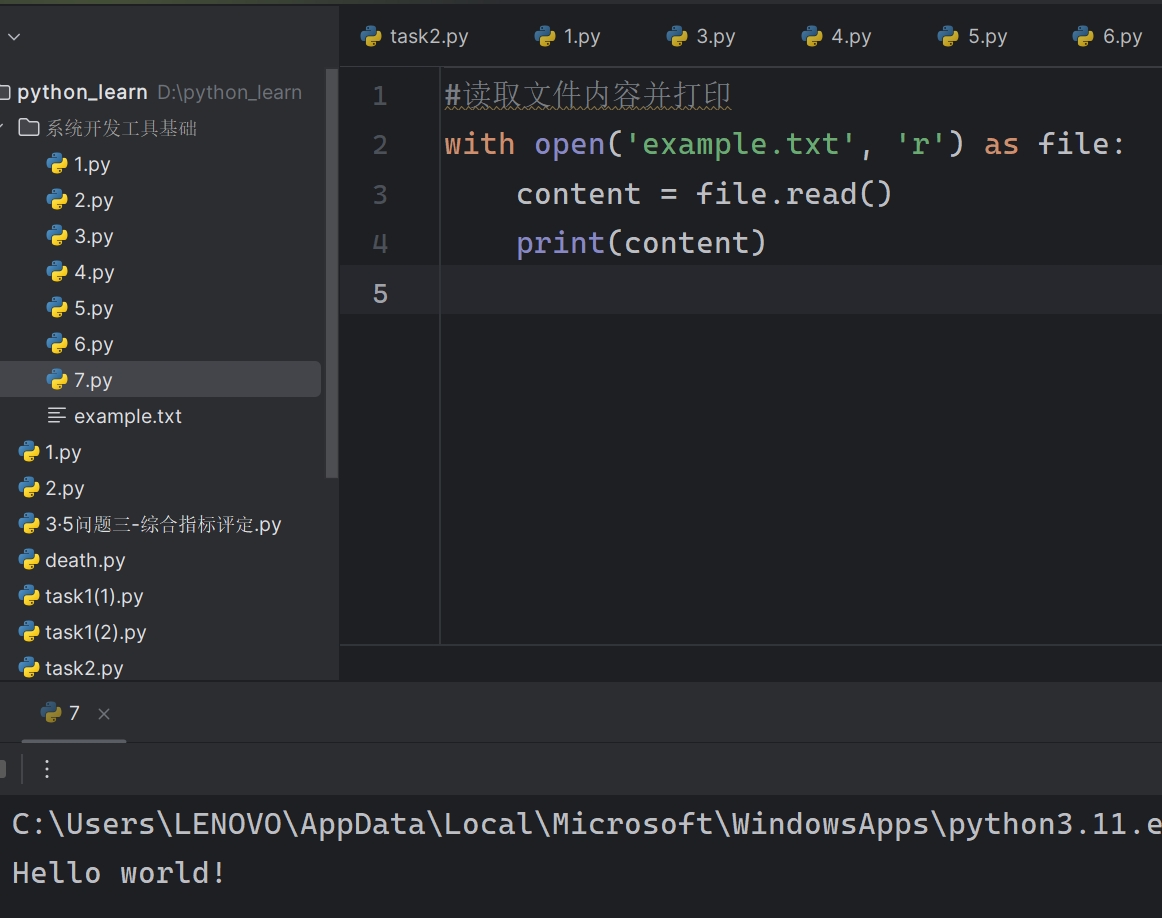 task2.py 1.py 3.py 4.py 5.py 6.py
python_learn D:\python_learn
系统开发工具基础
1.py
2.py
3.py
4.py
5.py
6.py
7.py
example.txt
1.py
2.py
3·5问题三-综合指标评定.py
death.py
task1(1).py
task1(2).py
task2.py
1 #读取文件内容并打印
2 with open('example.txt', 'r') as file:
3     content = file.read()
4     print(content)
5
7
C:\Users\LENOVO\AppData\Local\Microsoft\WindowsApps\python3.11.e
Hello world!